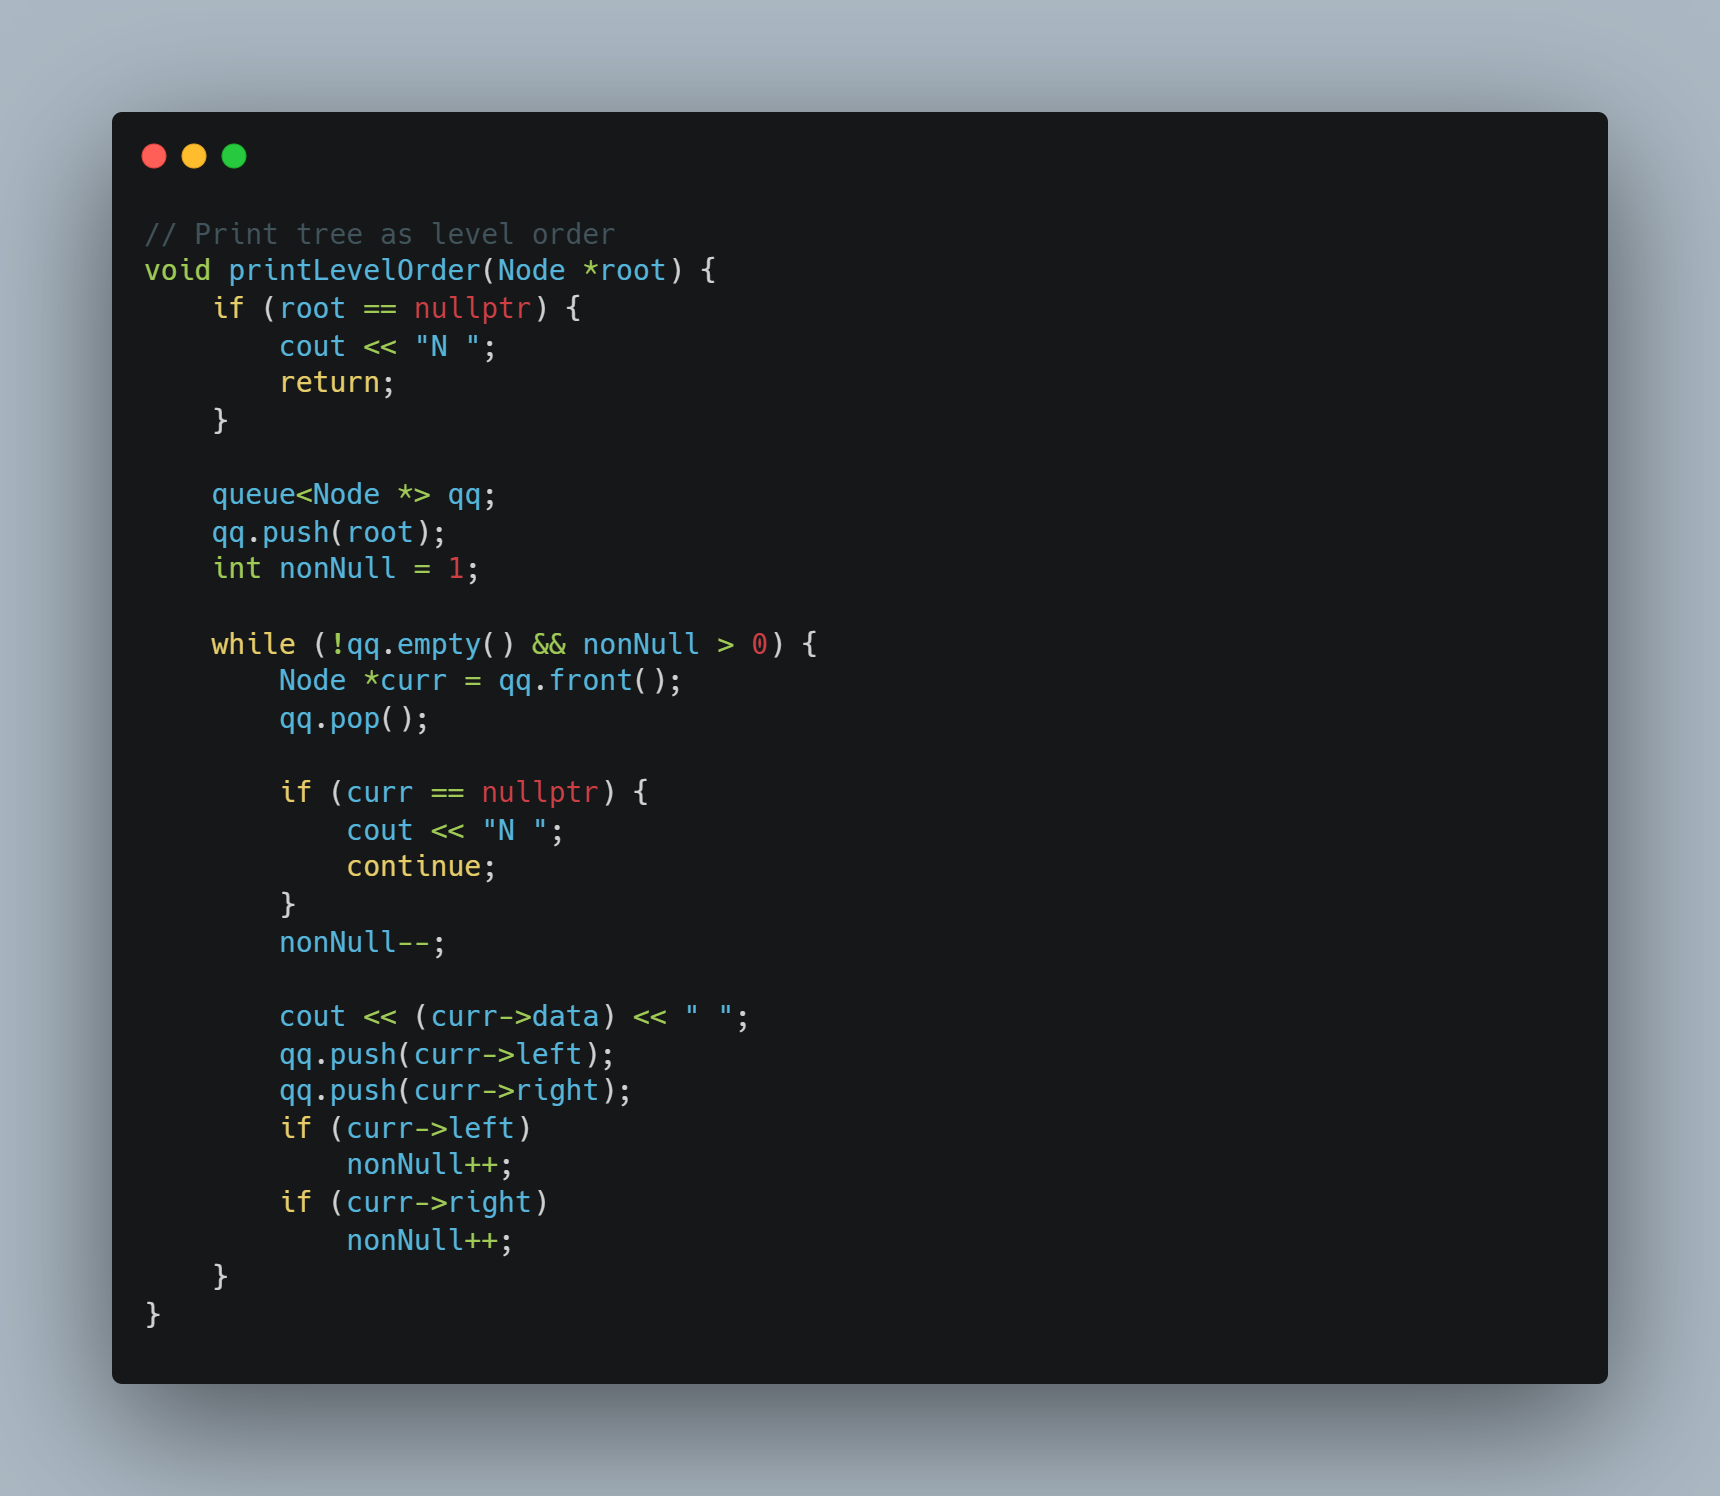 // Print tree as level order
void printLevelOrder(Node *root) {
    if (root == nullptr) {
        cout << "N ";
        return;
    }

    queue<Node *> qq;
    qq.push(root);
    int nonNull = 1;

    while (!qq.empty() && nonNull > 0) {
        Node *curr = qq.front();
        qq.pop();

        if (curr == nullptr) {
            cout << "N ";
            continue;
        }
        nonNull--;

        cout << (curr->data) << " ";
        qq.push(curr->left);
        qq.push(curr->right);
        if (curr->left)
            nonNull++;
        if (curr->right)
            nonNull++;
    }
}